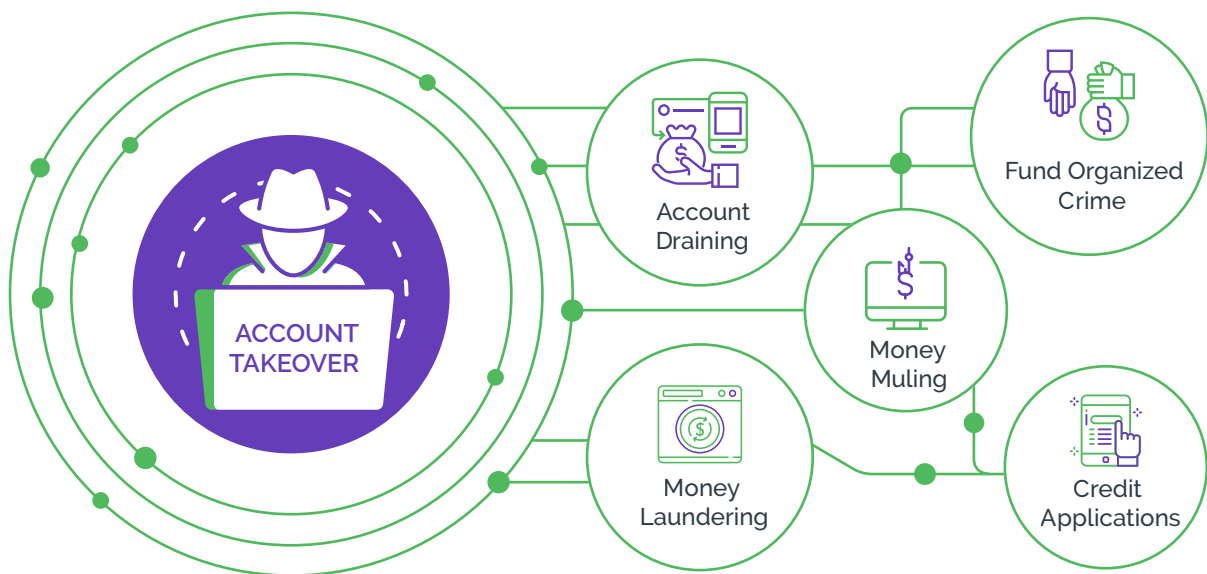 ACCOUNT
TAKEOVER
Account
Draining
Fund Organized
Crime
Money
Muling
Money
Laundering
Credit
Applications